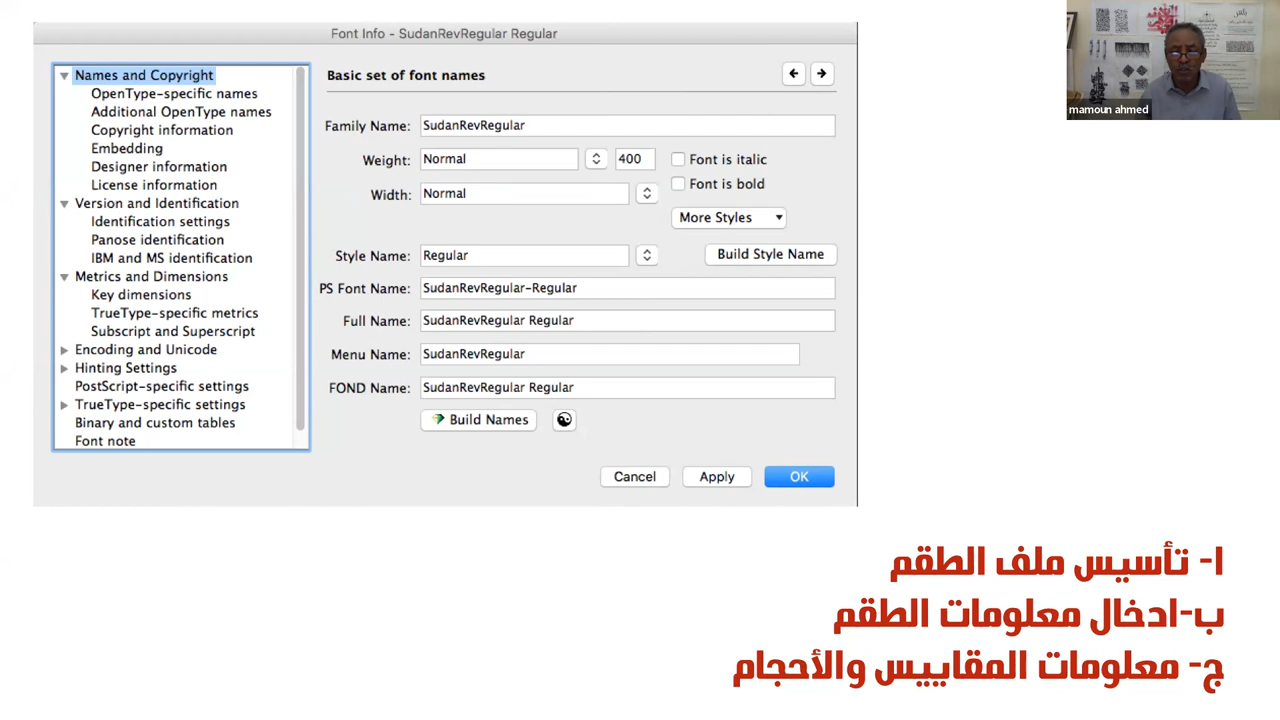 Font Info - SudanRevRegular Regular
Names and Copyright
OpenType-specific names
Additional OpenType names
Copyright information
Embedding
Designer information
License information
Version and Identification
Identification settings
Panose identification
IBM and MS identification
Metrics and Dimensions
Key dimensions
TrueType-specific metrics
Subscript and Superscript
Encoding and Unicode
Hinting Settings
PostScript-specific settings
TrueType-specific settings
Binary and custom tables
Font note
Basic set of font names
Family Name: SudanRevRegular
Weight: Normal 400 Font is italic
Font is bold
Width: Normal
More Styles
Style Name: Regular Build Style Name
PS Font Name: SudanRevRegular-Regular
Full Name: SudanRevRegular Regular
Menu Name: SudanRevRegular
FOND Name: SudanRevRegular Regular
Build Names
Cancel Apply OK
mamoun ahmed
ا- تأسيس ملف الطقم
ب-ادخال معلومات الطقم
ج- معلومات المقاييس والأحجام